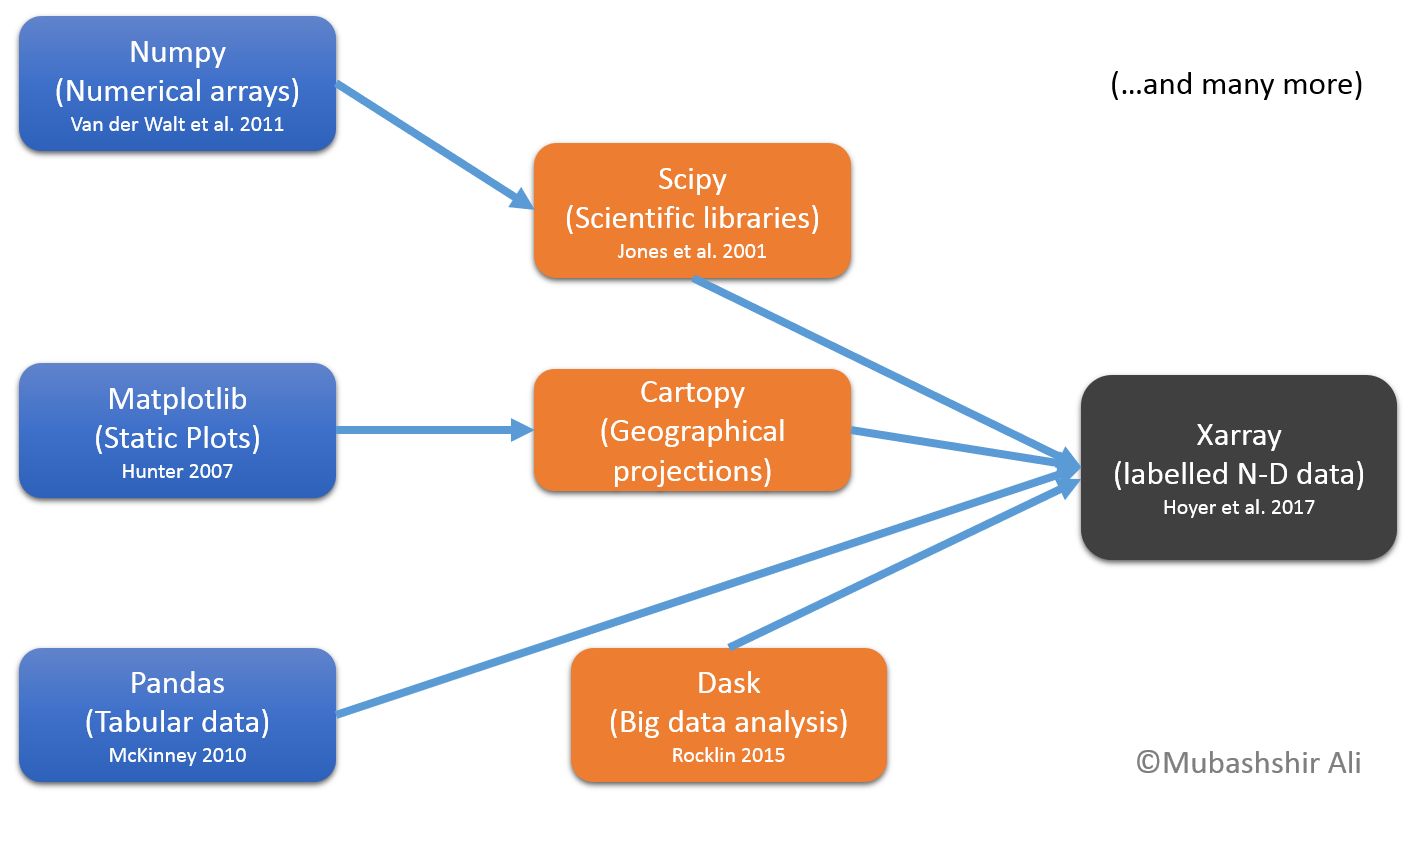 Numpy
(Numerical arrays)
Van der Walt et al. 2011
(...and many more)
Scipy
(Scientific libraries)
Jones et al. 2001
Matplotlib
(Static Plots)
Hunter 2007
Cartopy
(Geographical
projections)
Xarray
(labelled N-D data)
Hoyer et al. 2017
Pandas
(Tabular data)
McKinney 2010
Dask
(Big data analysis)
Rocklin 2015
©Mubashshir Ali